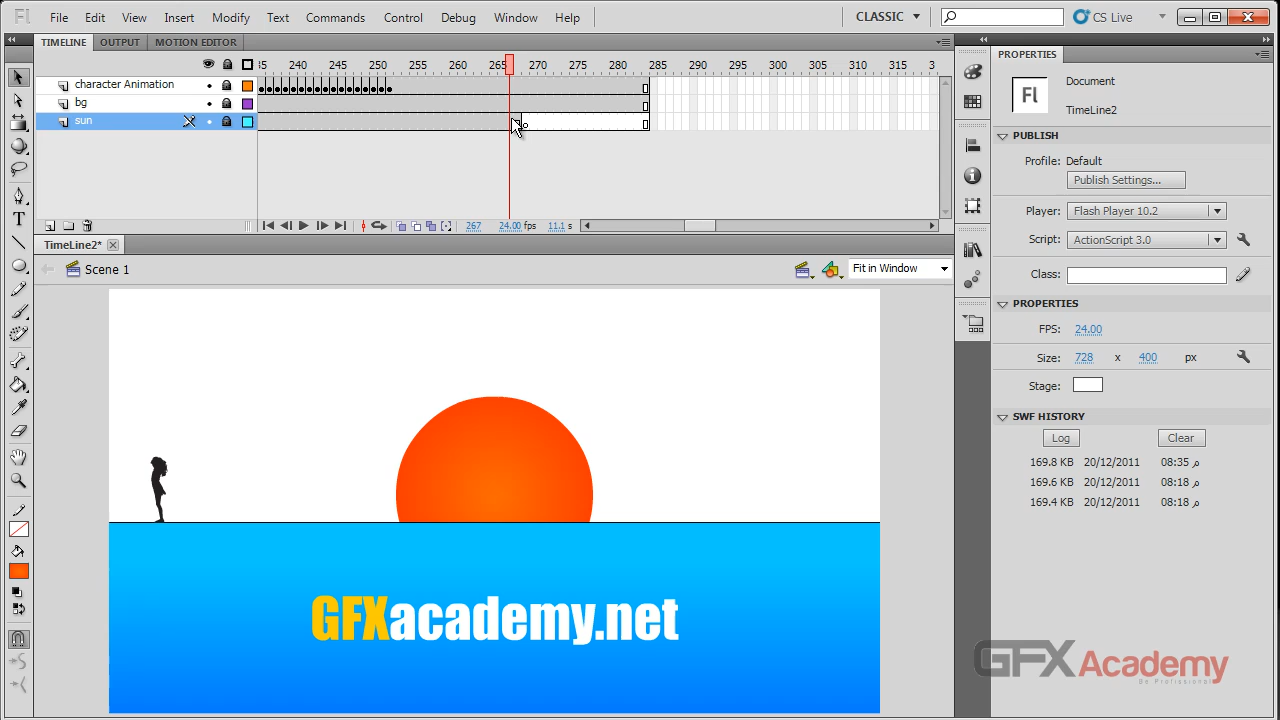 Fl File Edit View Insert Modify Text Commands Control Debug Window Help CLASSIC CS Live
TIMELINE OUTPUT MOTION EDITOR
35 240 245 250 255 260 265 270 275 280 285 290 295 300 305 310 315 3
character Animation
bg
sun
267 24.00 fps 11.1 s
TimeLine2*
Scene 1 Fit in Window
GFXacademy.net
PROPERTIES
Fl
Document
TimeLine2
PUBLISH
Profile: Default
Publish Settings...
Player: Flash Player 10.2
Script: ActionScript 3.0
Class:
PROPERTIES
FPS: 24.00
Size: 728 x 400 px
Stage:
SWF HISTORY
Log Clear
169.8 KB 20/12/2011 08:35 م
169.6 KB 20/12/2011 08:18 م
169.4 KB 20/12/2011 08:18 م
GFX Academy
Be Professional